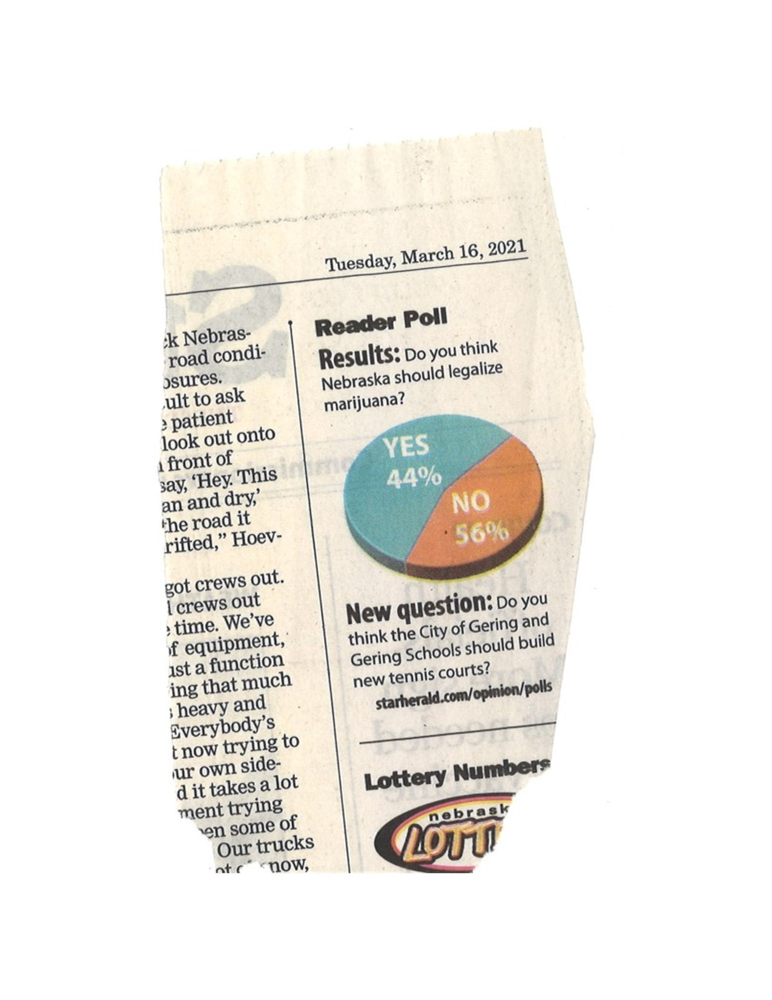 Tuesday, March 16, 2021
k Nebras-
road condi-
osures.
ult to ask
patient
look out onto
front of
say, ‘Hey. This
an and dry,’
the road it
rifted,” Hoev-
got crews out.
crews out
time. We’ve
of equipment,
ust a function
ing that much
heavy and
Everybody’s
t now trying to
ur own side-
d it takes a lot
ment trying
en some of
Our trucks
now,
Reader Poll
Results: Do you think
Nebraska should legalize
marijuana?
YES
44%
NO
56%
New question: Do you
think the City of Gering and
Gering Schools should build
new tennis courts?
starherald.com/opinion/polls
Lottery Numbers
nebrask
LOTT